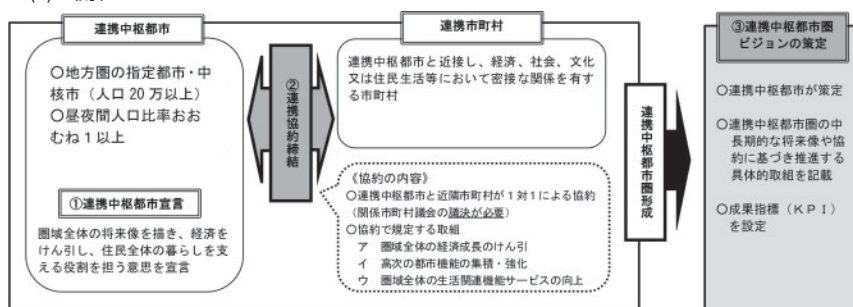 連携中枢都市
○地方圏の指定都市・中
核市（人口20万以上）
○昼夜間人口比率おお
むね1以上
①連携中枢都市宣言
圏域全体の将来像を描き、経済を
けん引し、住民全体の暮らしを支
える役割を担う意思を宣言
②連携協約締結
連携市町村
連携中枢都市と近接し、経済、社会、文化
又は住民生活等において密接な関係を有す
る市町村
《協約の内容》
○連携中枢都市と近隣市町村が1対1による協約
（関係市町村議会の議決が必要）
○協約で規定する取組
ア　圏域全体の経済成長のけん引
イ　高次の都市機能の集積・強化
ウ　圏域全体の生活関連機能サービスの向上
連携中枢都市圏形成
③連携中枢都市圏
ビジョンの策定
○連携中枢都市が策定
○連携中枢都市圏の中
長期的な将来像や協
約に基づき推進する
具体的取組を記載
○成果指標（KPI）
を設定